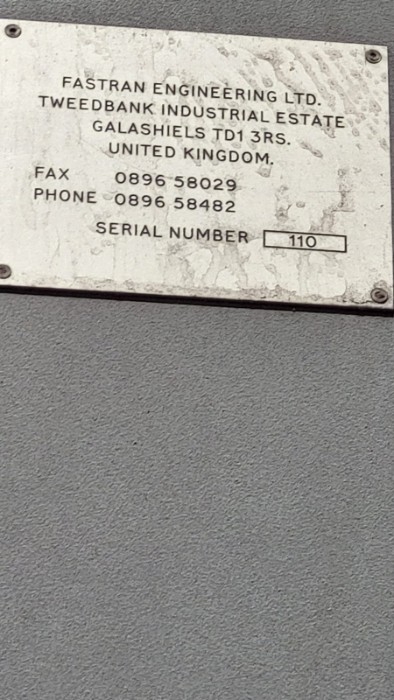 FASTRAN ENGINEERING LTD.
TWEEDBANK INDUSTRIAL ESTATE
GALASHIELS TD1 3RS.
UNITED KINGDOM.
FAX 0896 58029
PHONE 0896 58482
SERIAL NUMBER 110